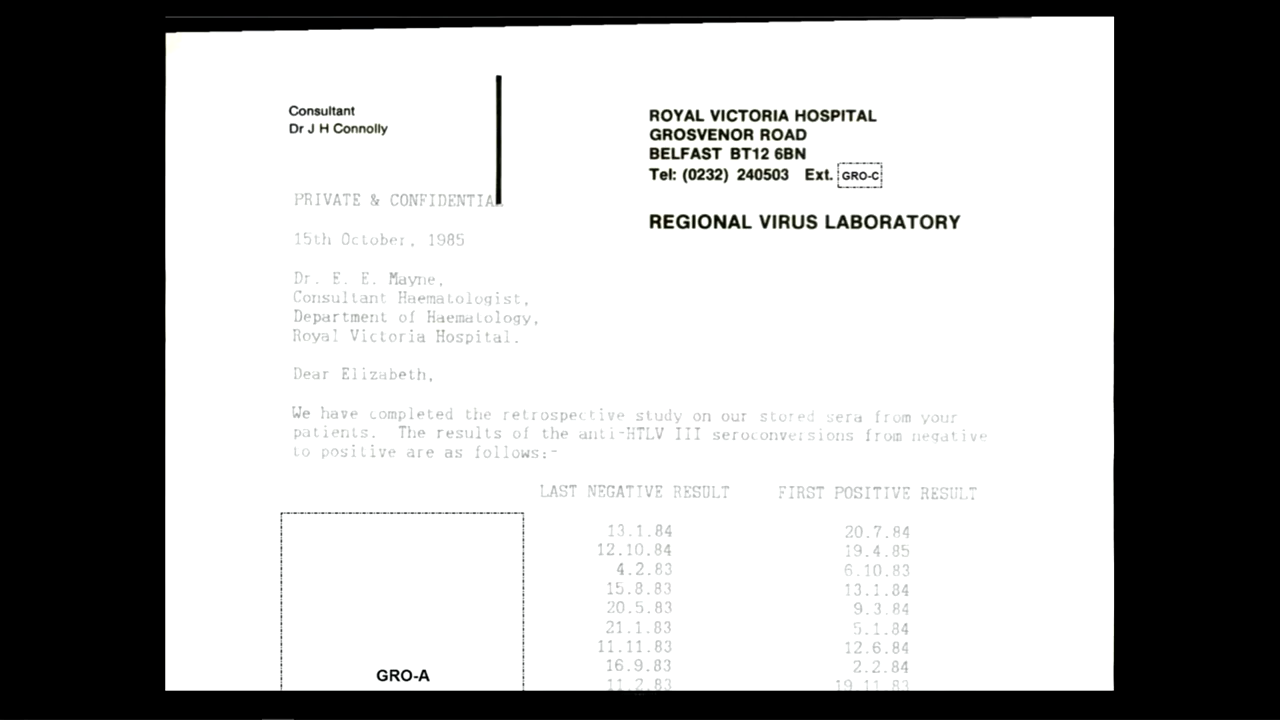 Consultant
Dr J H Connolly
ROYAL VICTORIA HOSPITAL
GROSVENOR ROAD
BELFAST BT12 6BN
Tel: (0232) 240503 Ext. GRO-C
PRIVATE & CONFIDENTIAL
REGIONAL VIRUS LABORATORY
15th October, 1985
Dr. E. E. Mayne,
Consultant Haematologist,
Department of Haematology,
Royal Victoria Hospital.
Dear Elizabeth,
We have completed the retrospective study on our stored sera from your
patients. The results of the anti-HTLV III seroconversions from negative
to positive are as follows:-
LAST NEGATIVE RESULT FIRST POSITIVE RESULT
13.1.84 20.7.84
12.10.84 19.4.85
4.2.83 6.10.83
15.8.83 13.1.84
20.5.83 9.3.84
21.1.83 5.1.84
11.11.83 12.6.84
16.9.83 2.2.84
GRO-A
11.2.83 19.11.83